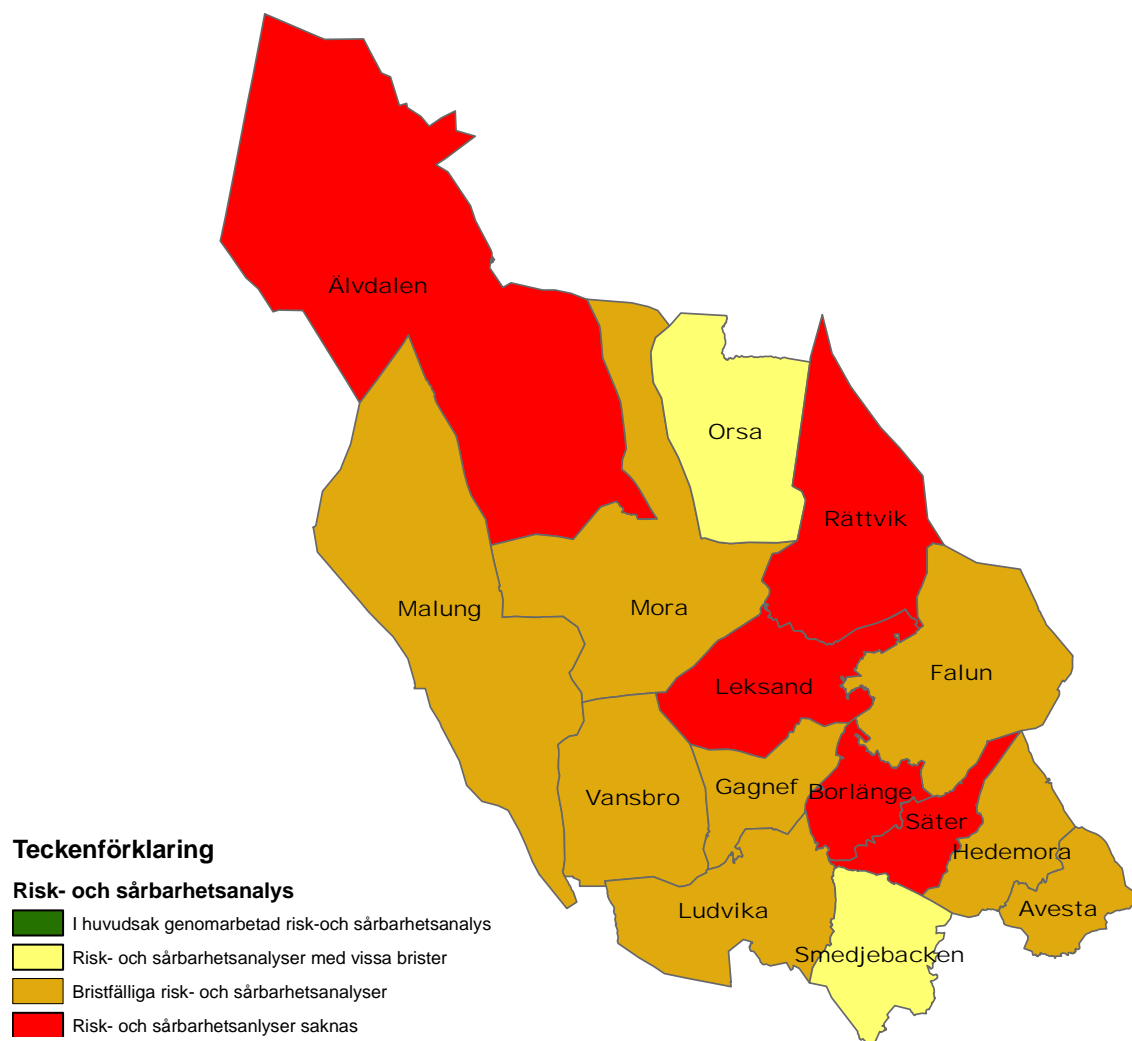 Älvdalen
Orsa
Rättvik
Malung
Mora
Falun
Leksand
Gagnef
Borlänge
Vansbro
Säter
Hedemora
Ludvika
Avesta
Smedjebacken
Teckenförklaring
Risk- och sårbarhetsanalys
I huvudsak genomarbetad risk-och sårbarhetsanalys
Risk- och sårbarhetsanalyser med vissa brister
Bristfälliga risk- och sårbarhetsanalyser
Risk- och sårbarhetsanlyser saknas